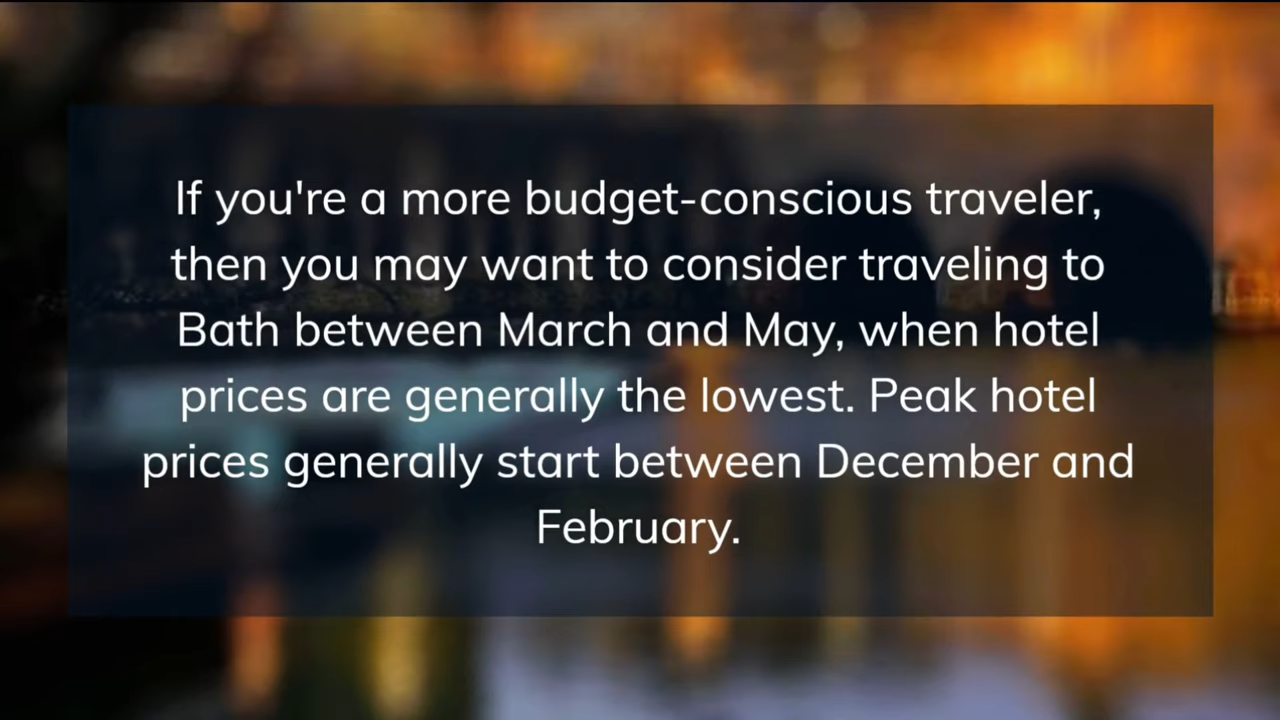 If you're a more budget-conscious traveler,
then you may want to consider traveling to
Bath between March and May, when hotel
prices are generally the lowest. Peak hotel
prices generally start between December and
February.